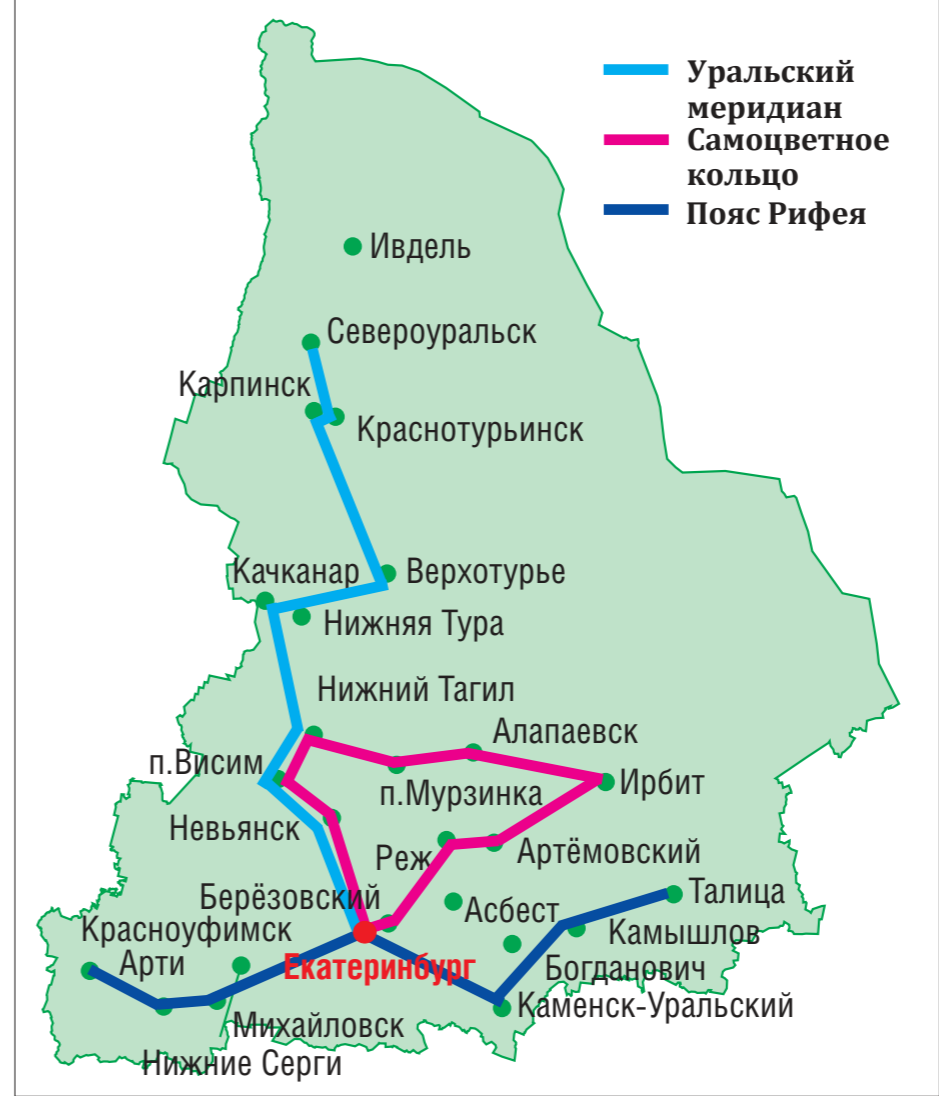 Уральский
меридиан
Самоцветное
кольцо
Пояс Рифея
Ивдель
Североуральск
Карпинск
Краснотурьинск
Качканар
Верхотурье
Нижняя Тура
Нижний Тагил
Алапаевск
п.Висим
Ирбит
п.Мурзинка
Невьянск
Реж
Артёмовский
Берёзовский
Талица
Асбест
Красноуфимск
Камышлов
Арти
Екатеринбург
Богданович
Каменск-Уральский
Михайловск
Нижние Серги